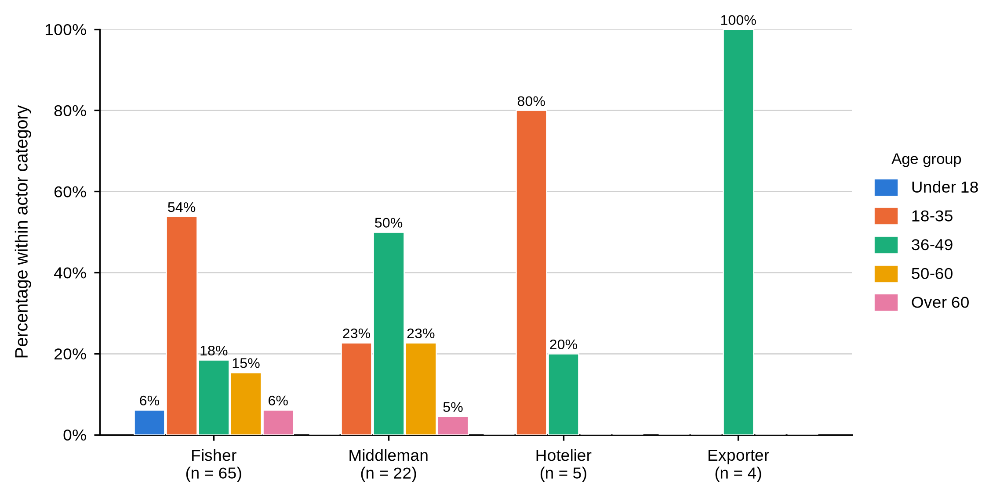 Percentage within actor category
100%
80%
60%
40%
20%
0%
6%
54%
18%
15%
6%
23%
50%
23%
5%
80%
20%
100%
Fisher
(n = 65)
Middleman
(n = 22)
Hotelier
(n = 5)
Exporter
(n = 4)
Age group
Under 18
18-35
36-49
50-60
Over 60